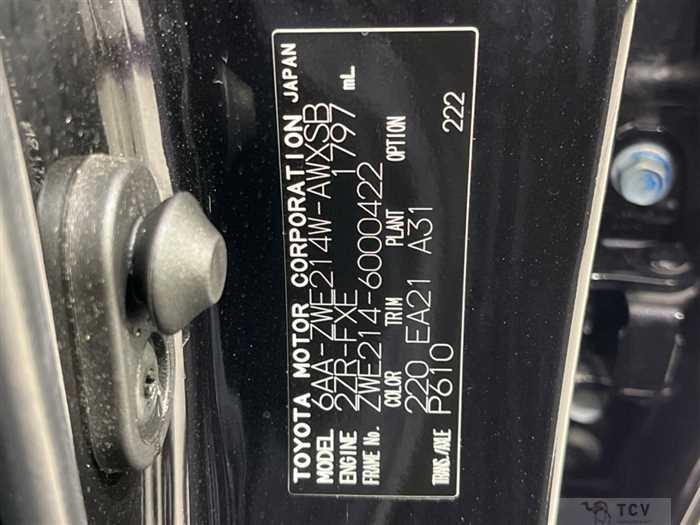 TOYOTA MOTOR CORPORATION JAPAN
MODEL 6AA-ZWE214W-AWXSB
ENGINE 2ZR-FXE 1797 mL
FRAME No. ZWE214-6000422
COLOR TRIM PLANT OPTION
220 EA21 A31
TRANS./AXLE P610 222
TCV